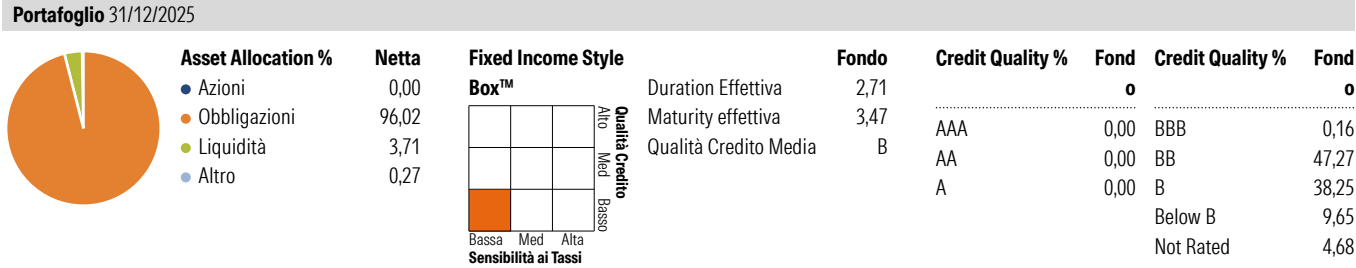 Portafoglio 31/12/2025
Asset Allocation % Netta
Azioni 0,00
Obbligazioni 96,02
Liquidità 3,71
Altro 0,27
Fixed Income Style
Box™
Alto Med Basso
Qualità Credito
Bassa Med Alta
Sensibilità ai Tassi
Fondo
Duration Effettiva 2,71
Maturity effettiva 3,47
Qualità Credito Media B
Credit Quality % Fond
o
AAA 0,00
AA 0,00
A 0,00
Credit Quality % Fond
o
BBB 0,16
BB 47,27
B 38,25
Below B 9,65
Not Rated 4,68